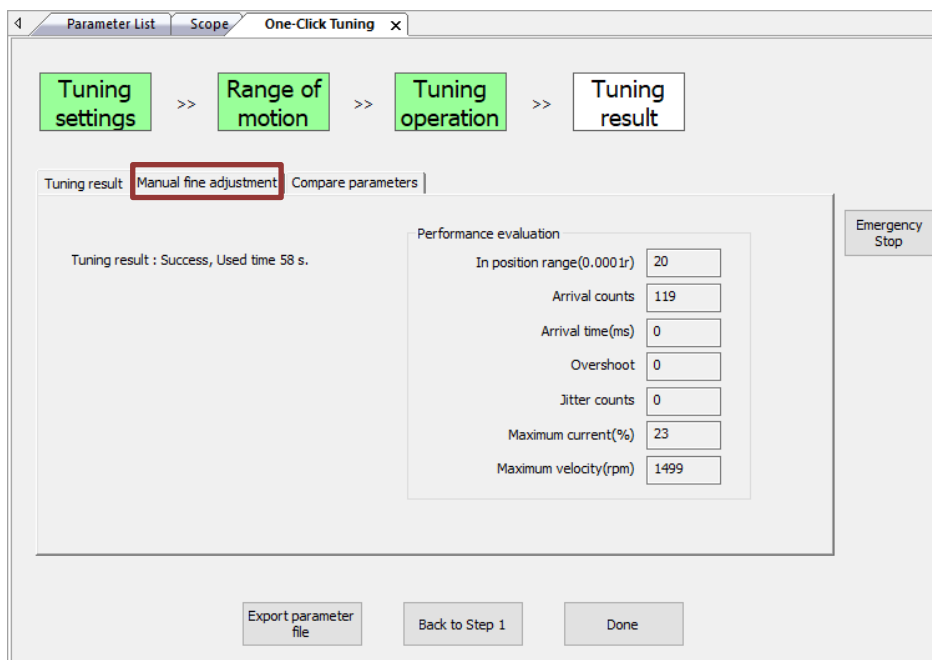 Parameter List Scope One-Click Tuning x
Tuning
settings
>>
Range of
motion
>>
Tuning
operation
>>
Tuning
result
Tuning result Manual fine adjustment Compare parameters
Emergency
Stop
Performance evaluation
Tuning result : Success, Used time 58 s.
In position range(0.0001r) 20
Arrival counts 119
Arrival time(ms) 0
Overshoot 0
Jitter counts 0
Maximum current(%) 23
Maximum velocity(rpm) 1499
Export parameter
file
Back to Step 1
Done